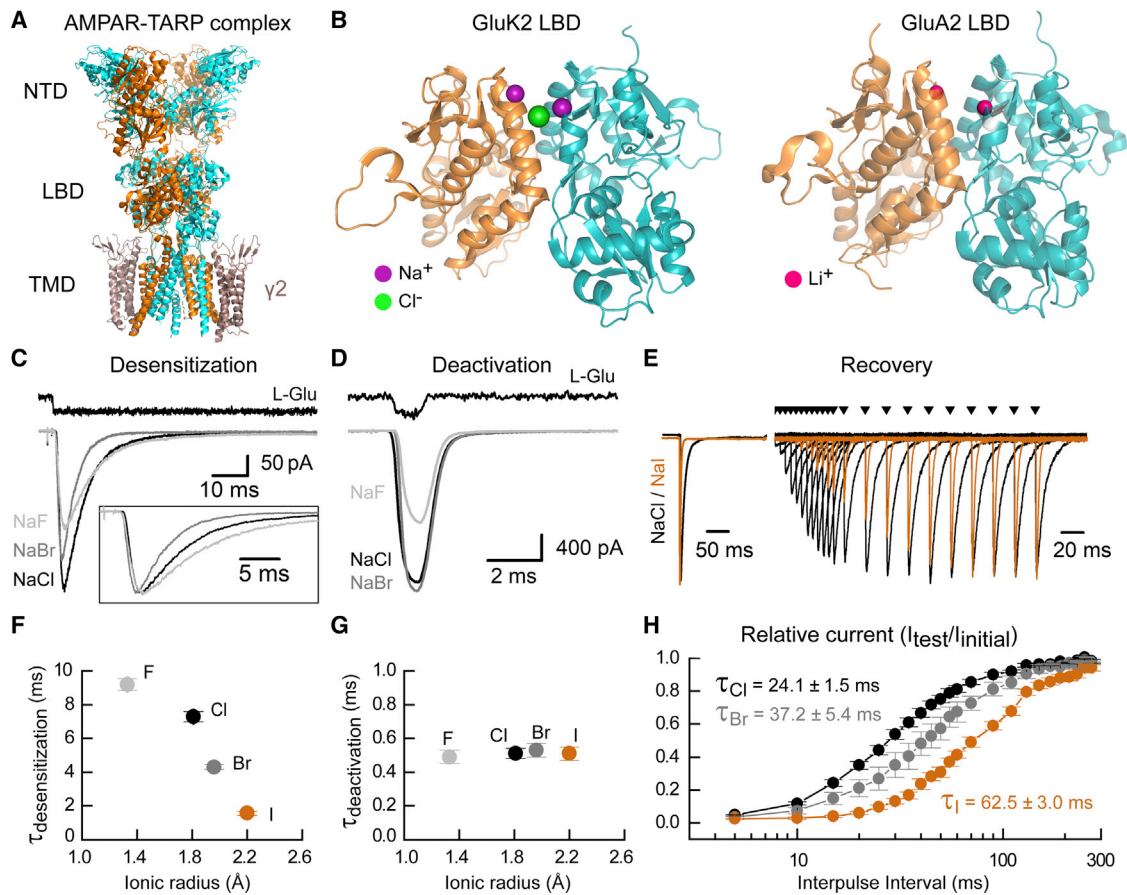 A
AMPAR-TARP complex
NTD
LBD
TMD
γ2
B
GluK2 LBD
GluA2 LBD
Na+
Cl-
Li+
C
Desensitization
L-Glu
50 pA
10 ms
NaF
NaBr
NaCl
5 ms
D
Deactivation
L-Glu
NaF
NaCl
NaBr
400 pA
2 ms
E
Recovery
NaCl / NaI
50 ms
20 ms
F
τdesensitization (ms)
10
8
6
4
2
0
F
Cl
Br
I
1.0 1.4 1.8 2.2 2.6
Ionic radius (Å)
G
τdeactivation (ms)
1.0
0.8
0.6
0.4
0.2
0.0
F
Cl
Br
I
1.0 1.4 1.8 2.2 2.6
Ionic radius (Å)
H
Relative current (Itest/Iinitial)
1.0
0.8
0.6
0.4
0.2
0.0
τCl = 24.1 ± 1.5 ms
τBr = 37.2 ± 5.4 ms
τI = 62.5 ± 3.0 ms
10 100 300
Interpulse Interval (ms)